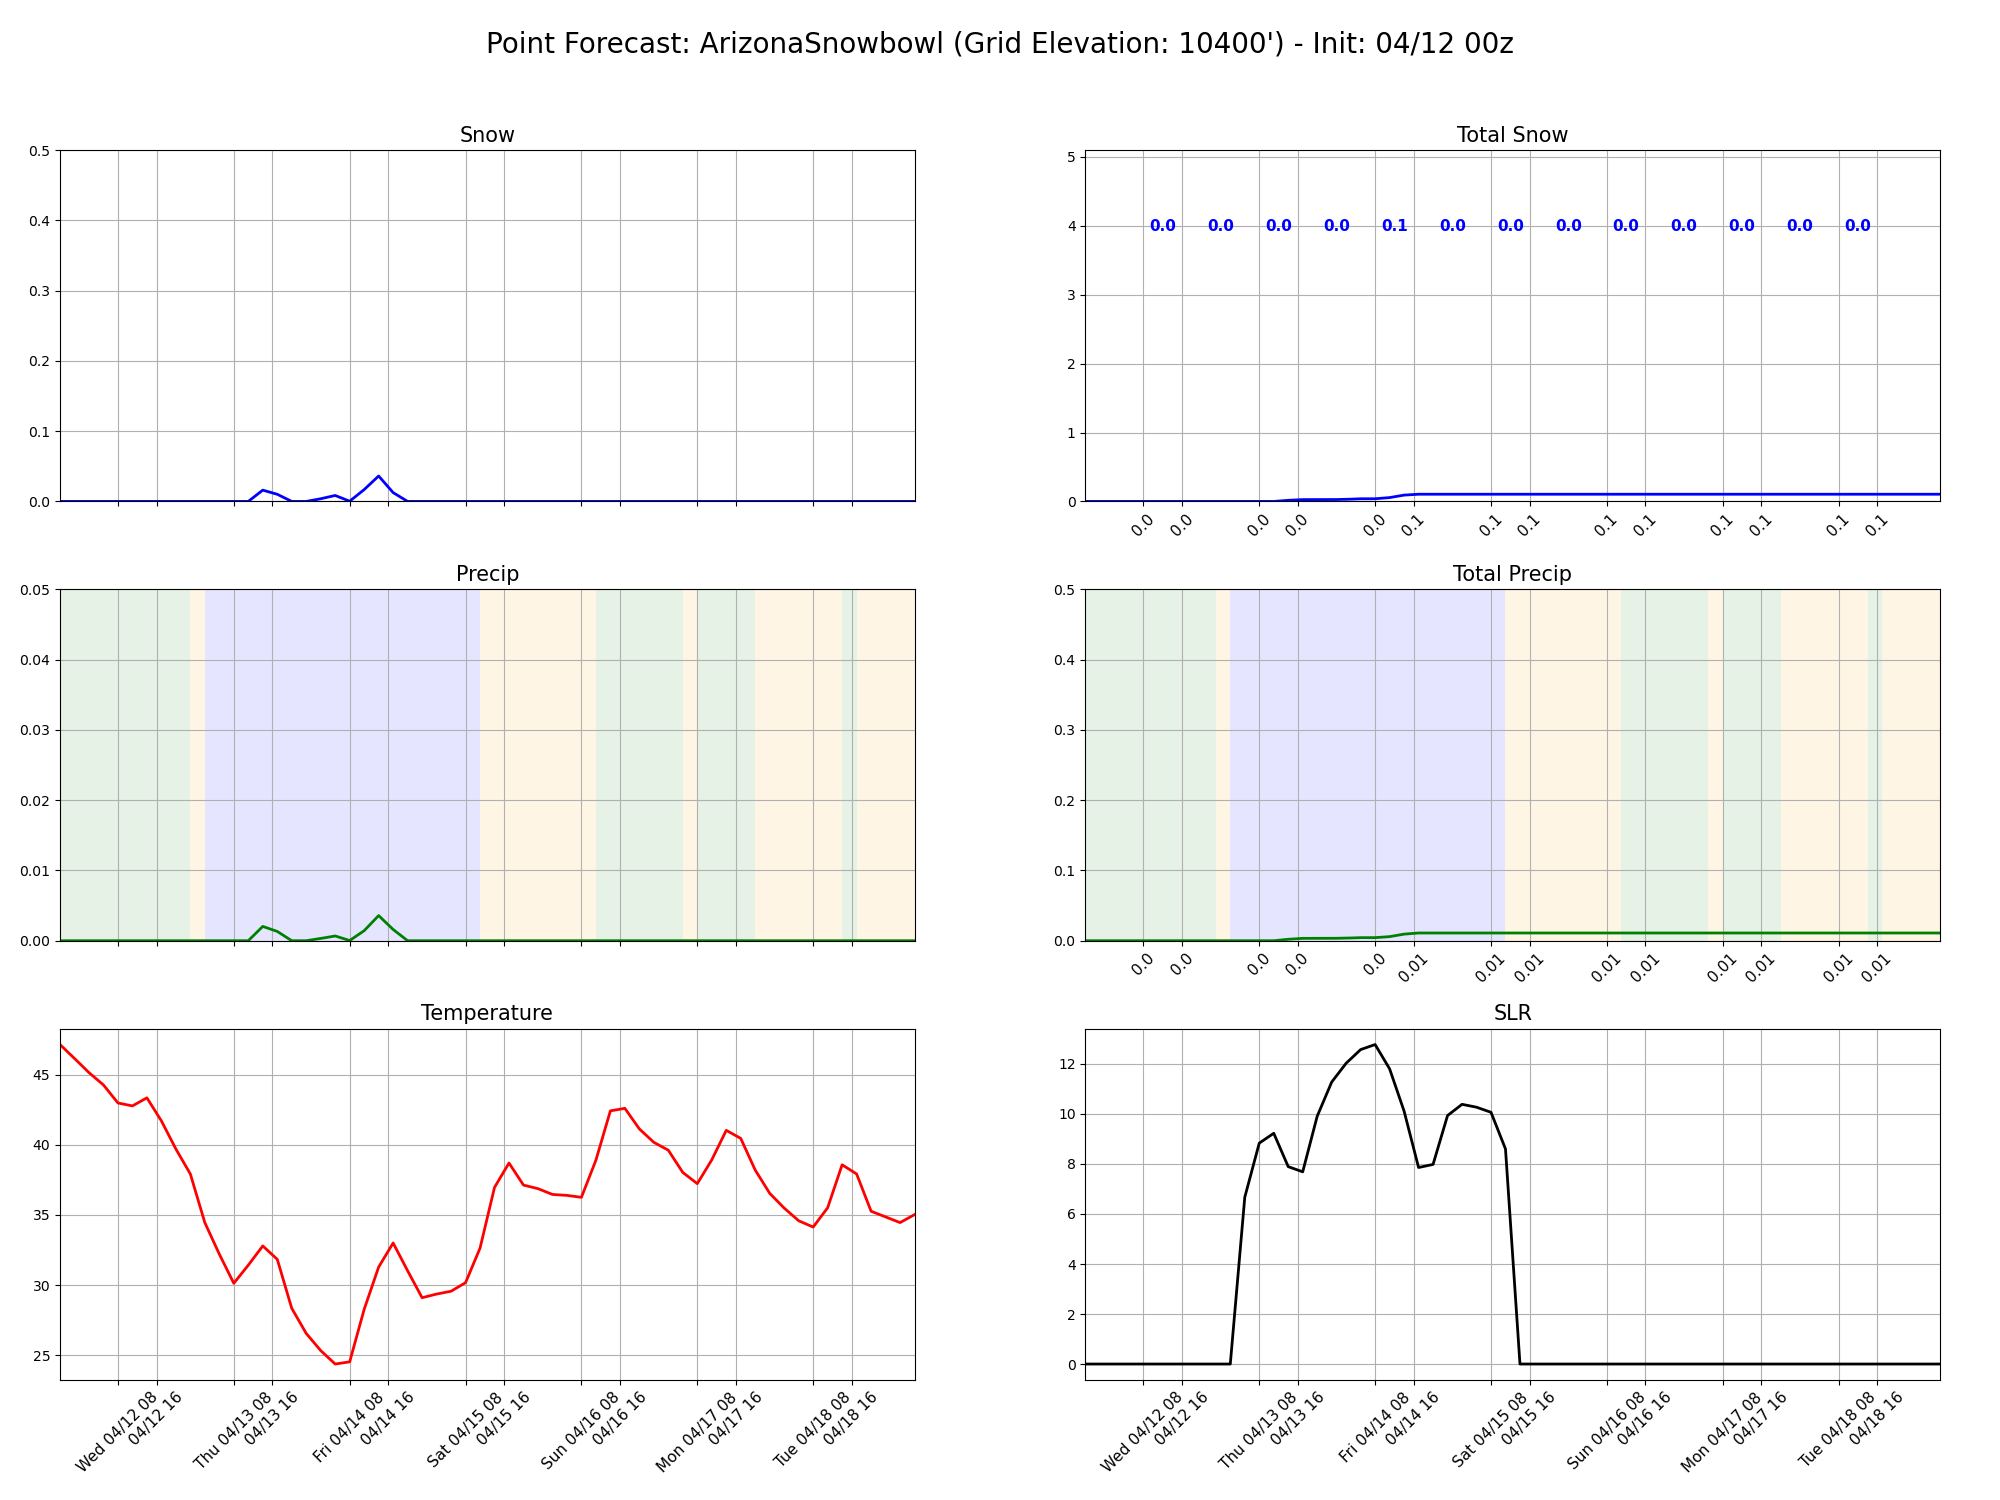 Point Forecast: ArizonaSnowbowl (Grid Elevation: 10400') - Init: 04/12 00z
Snow
0.5
0.4
0.3
0.2
0.1
0.0
Total Snow
5
4
3
2
1
0
0.0 0.0 0.0 0.0 0.1 0.0 0.0 0.0 0.0 0.0 0.0 0.0 0.0
0.0 0.0 0.0 0.0 0.0 0.1 0.1 0.1 0.1 0.1 0.1 0.1 0.1 0.1
Precip
0.05
0.04
0.03
0.02
0.01
0.00
Total Precip
0.5
0.4
0.3
0.2
0.1
0.0
0.0 0.0 0.0 0.0 0.0 0.01 0.01 0.01 0.01 0.01 0.01 0.01 0.01 0.01
Temperature
45
40
35
30
25
Wed 04/12 08
04/12 16
Thu 04/13 08
04/13 16
Fri 04/14 08
04/14 16
Sat 04/15 08
04/15 16
Sun 04/16 08
04/16 16
Mon 04/17 08
04/17 16
Tue 04/18 08
04/18 16
SLR
12
10
8
6
4
2
0
Wed 04/12 08
04/12 16
Thu 04/13 08
04/13 16
Fri 04/14 08
04/14 16
Sat 04/15 08
04/15 16
Sun 04/16 08
04/16 16
Mon 04/17 08
04/17 16
Tue 04/18 08
04/18 16